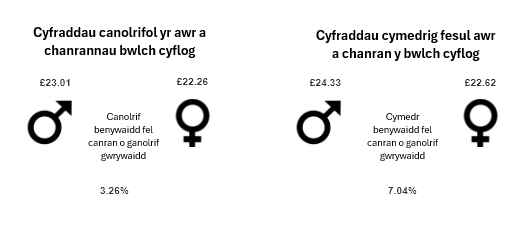 Cyfraddau canolrifol yr awr a
chanrannau bwlch cyflog
£23.01
£22.26
Canolrif
benywaidd fel
canran o ganolrif
gwrywaidd
3.26%
Cyfraddau cymedrig fesul awr
a chanran y bwlch cyflog
£24.33
£22.62
Cymedr
benywaidd fel
canran o ganolrif
gwrywaidd
7.04%